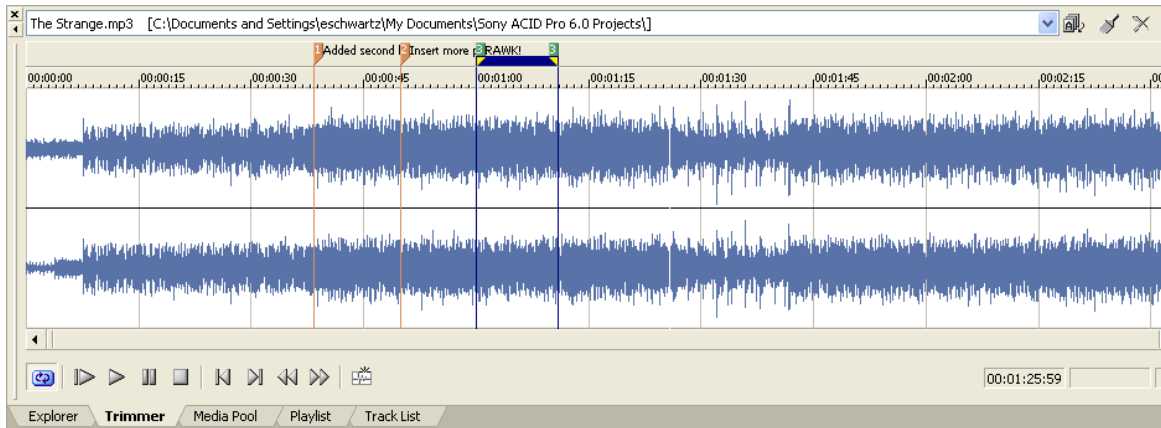 The Strange.mp3 [C:\Documents and Settings\eschwartz\My Documents\Sony ACID Pro 6.0 Projects\]
1 Added second 2 Insert more 3 RAWK! 3
00:00:00 00:00:15 00:00:30 00:00:45 00:01:00 00:01:15 00:01:30 00:01:45 00:02:00 00:02:15
00:01:25:59
Explorer Trimmer Media Pool Playlist Track List